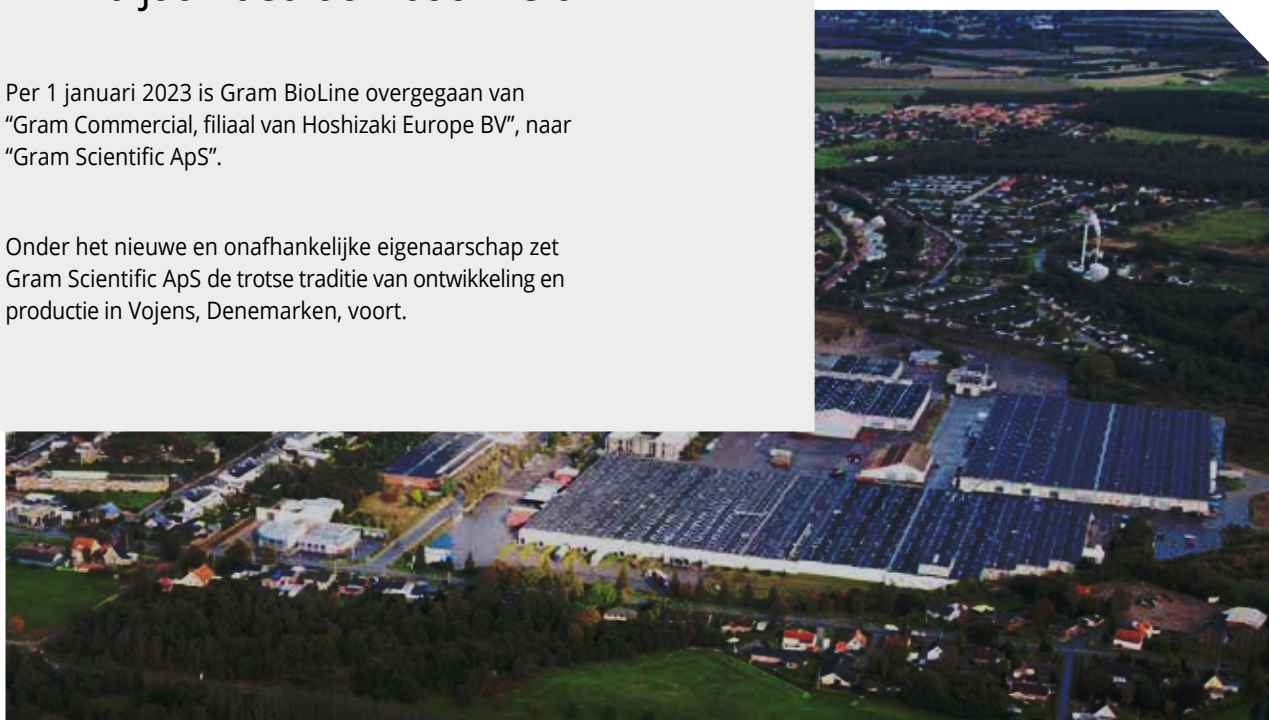 Per 1 januari 2023 is Gram BioLine overgegaan van
“Gram Commercial, filiaal van Hoshizaki Europe BV”, naar
“Gram Scientific ApS”.
Onder het nieuwe en onafhankelijke eigenaarschap zet
Gram Scientific ApS de trotse traditie van ontwikkeling en
productie in Vojens, Denemarken, voort.